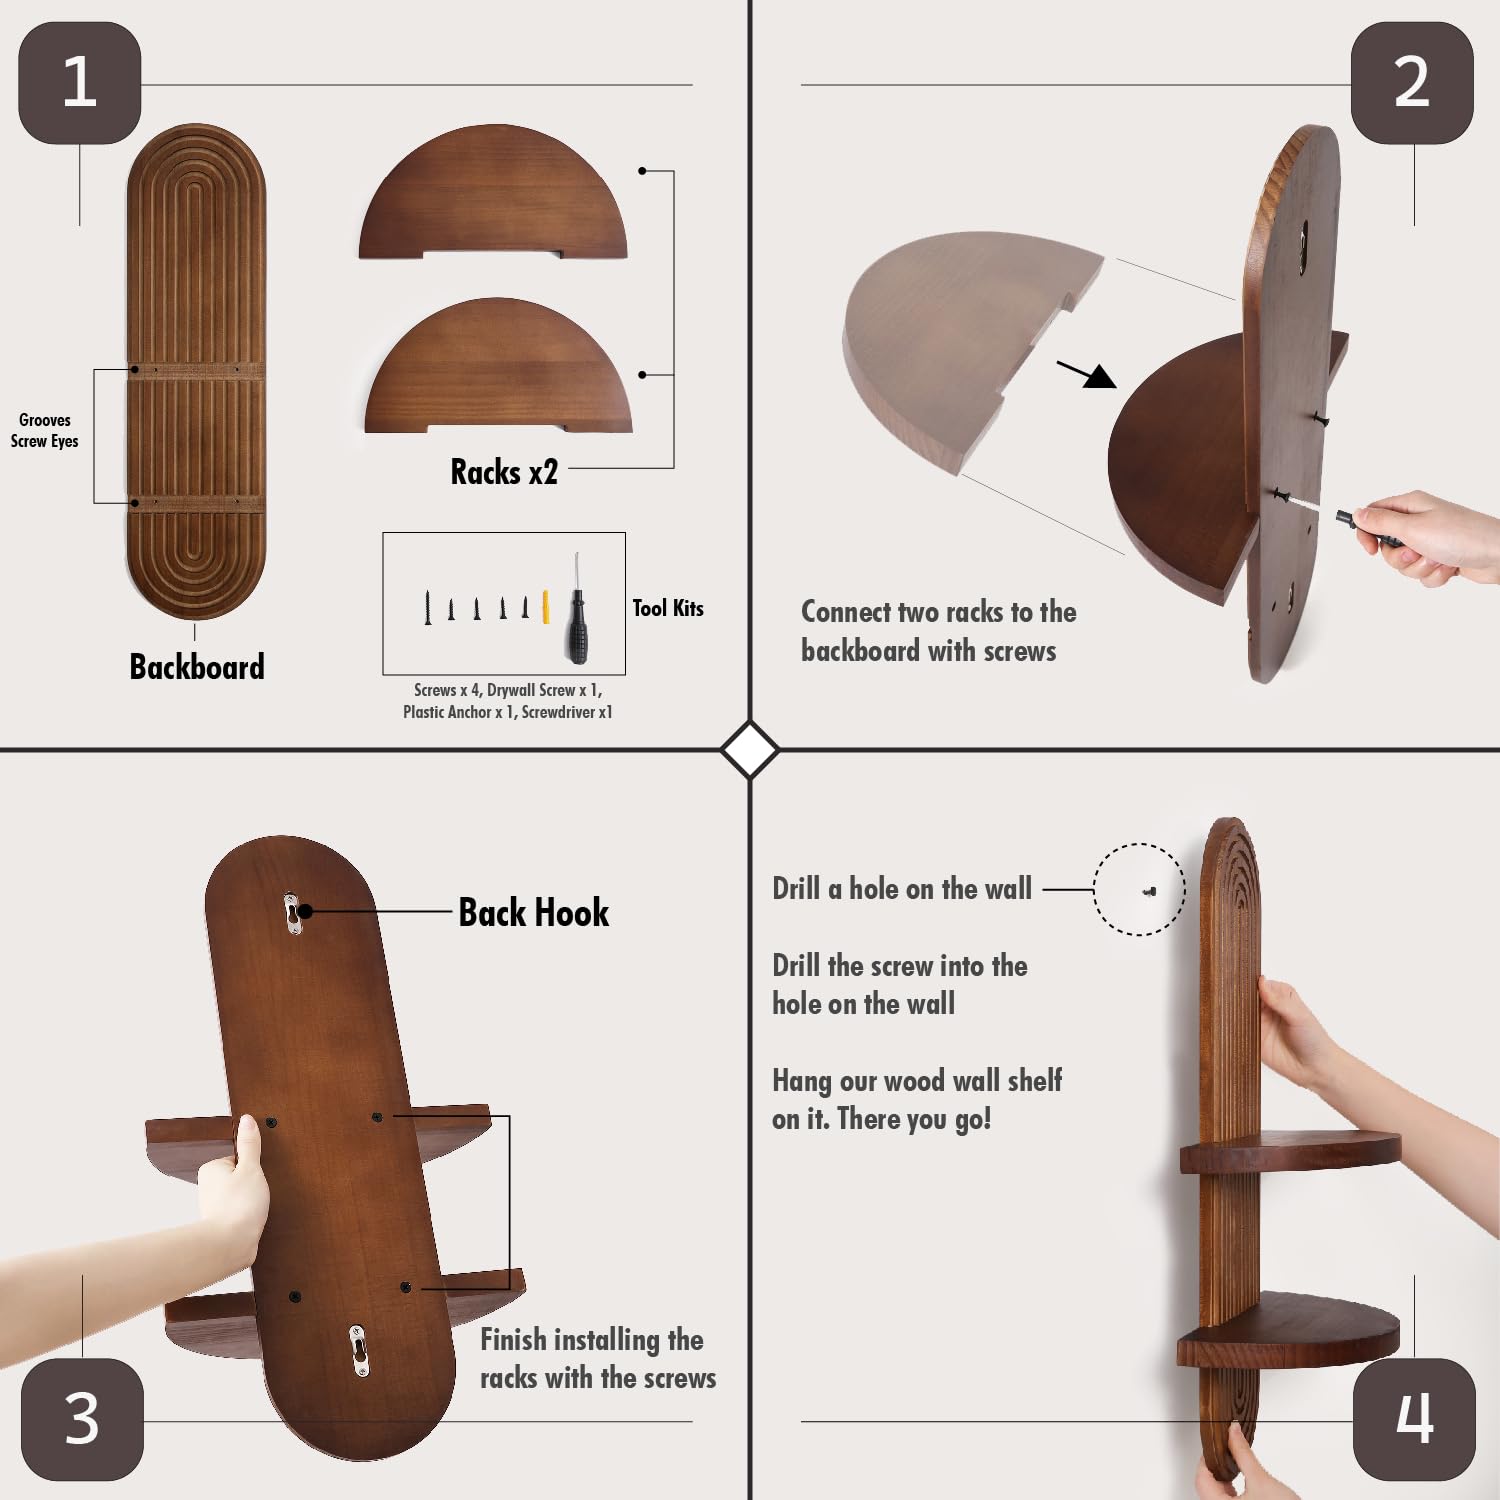 1
Grooves
Screw Eyes
Backboard
Racks x2
Tool Kits
Screws x 4, Drywall Screw x 1,
Plastic Anchor x 1, Screwdriver x1
2
Connect two racks to the
backboard with screws
3
Back Hook
Finish installing the
racks with the screws
4
Drill a hole on the wall
Drill the screw into the
hole on the wall
Hang our wood wall shelf
on it. There you go!